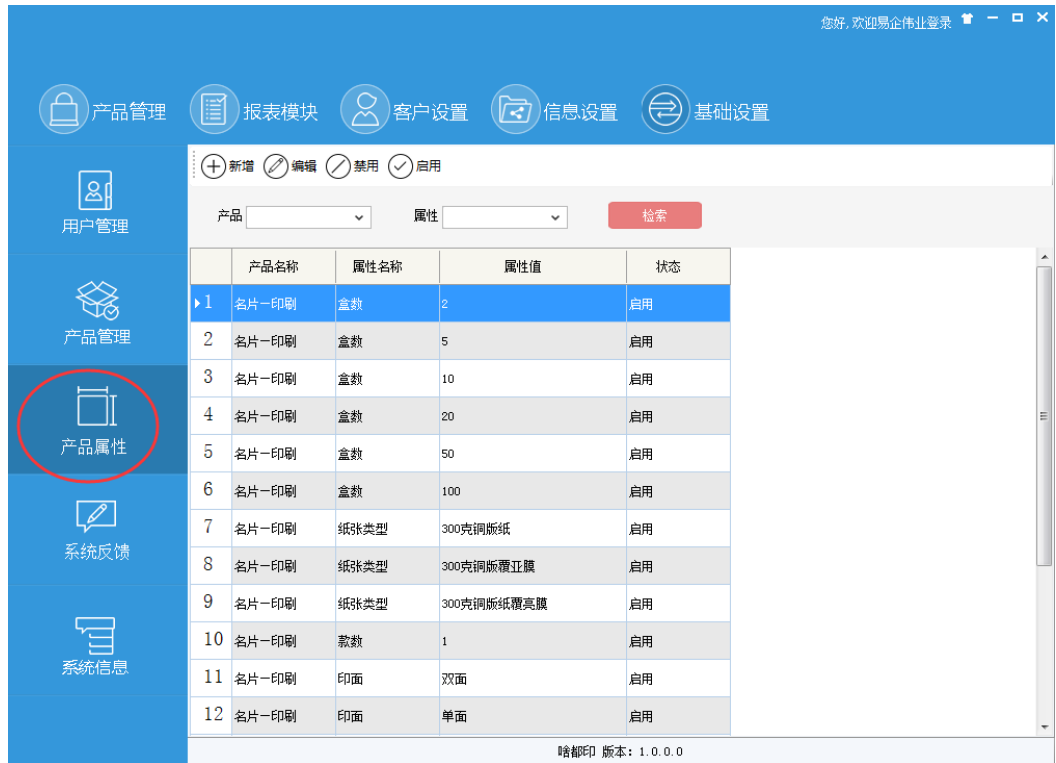 您好,欢迎易企伟业登录
产品管理 报表模块 客户设置 信息设置 基础设置
用户管理
产品管理
产品属性
系统反馈
系统信息
新增 编辑 禁用 启用
产品 属性 检索
产品名称 属性名称 属性值 状态
1 名片一印刷 盒数 2 启用
2 名片一印刷 盒数 5 启用
3 名片一印刷 盒数 10 启用
4 名片一印刷 盒数 20 启用
5 名片一印刷 盒数 50 启用
6 名片一印刷 盒数 100 启用
7 名片一印刷 纸张类型 300克铜版纸 启用
8 名片一印刷 纸张类型 300克铜版覆亚膜 启用
9 名片一印刷 纸张类型 300克铜版纸覆亮膜 启用
10 名片一印刷 款数 1 启用
11 名片一印刷 印面 双面 启用
12 名片一印刷 印面 单面 启用
啥都印 版本: 1.0.0.0